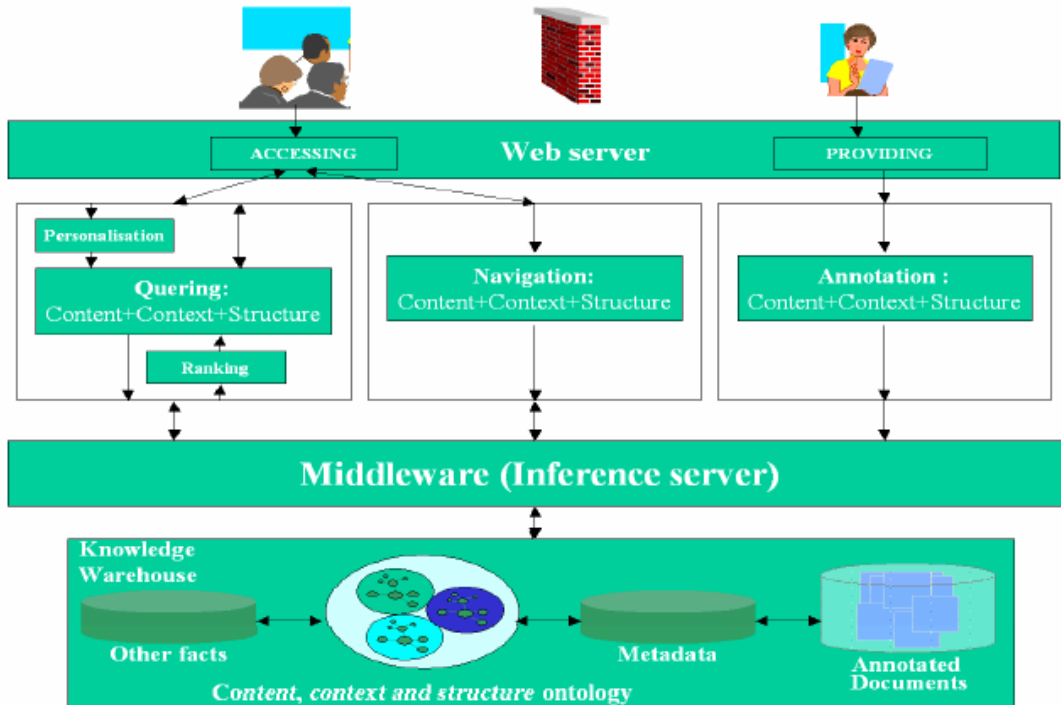 ACCESSING
Web server
PROVIDING
Personalisation
Quering:
Content+Context+Structure
Ranking
Navigation:
Content+Context+Structure
Annotation :
Content+Context+Structure
Middleware (Inference server)
Knowledge
Warehouse
Other facts
Content, context and structure ontology
Metadata
Annotated
Documents